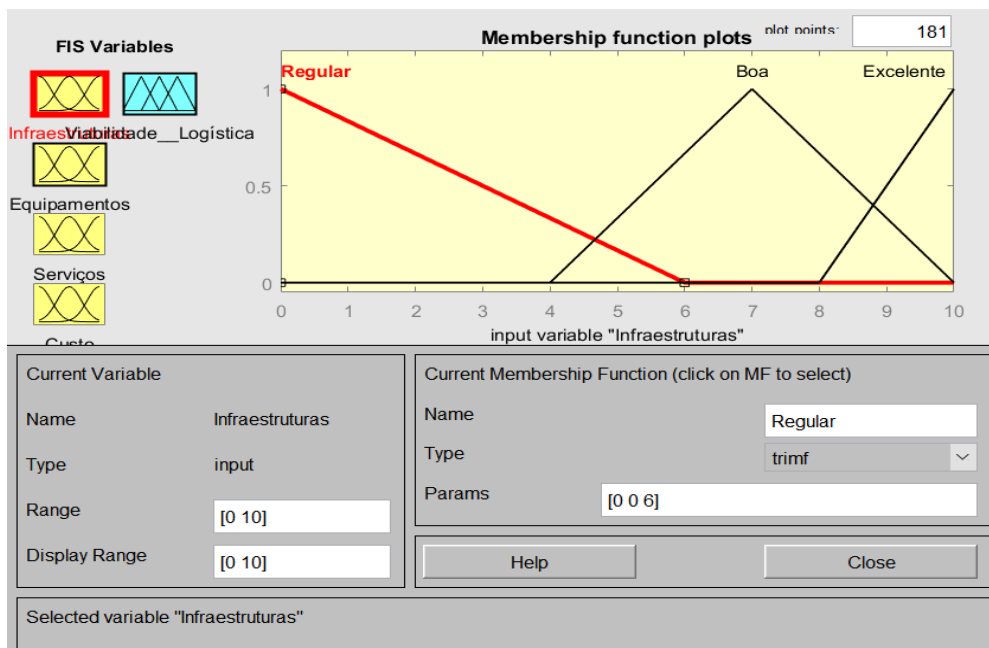 FIS Variables
Membership function plots
plot points:
181
Infraestruturas
Viabilidade__Logística
Equipamentos
Serviços
Custo
Regular
Boa
Excelente
1
0.5
0
0 1 2 3 4 5 6 7 8 9 10
input variable "Infraestruturas"
Current Variable
Name Infraestruturas
Type input
Range [0 10]
Display Range [0 10]
Current Membership Function (click on MF to select)
Name Regular
Type trimf
Params [0 0 6]
Help Close
Selected variable "Infraestruturas"